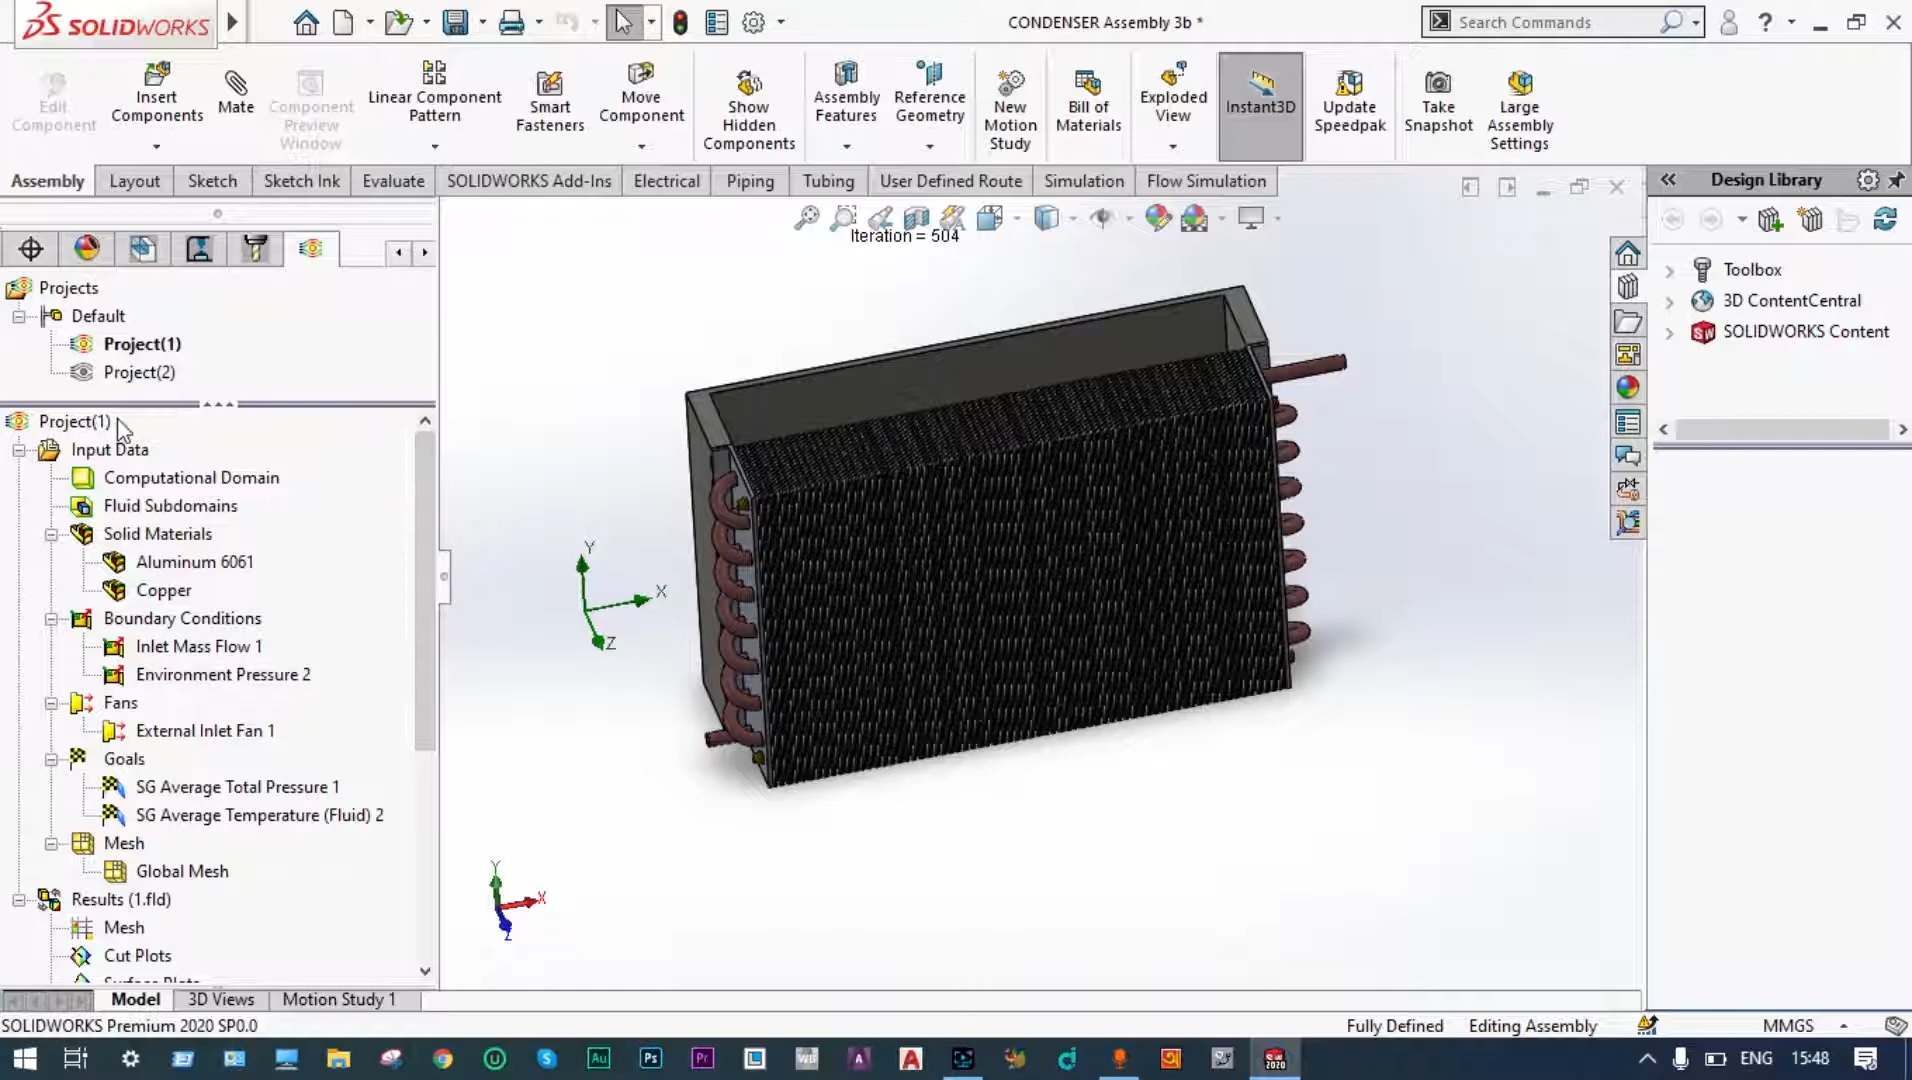 SOLIDWORKS
CONDENSER Assembly 3b *
Search Commands
Edit Component
Insert Components
Mate
Component Preview Window
Linear Component Pattern
Smart Fasteners
Move Component
Show Hidden Components
Assembly Features
Reference Geometry
New Motion Study
Bill of Materials
Exploded View
Instant3D
Update Speedpak
Take Snapshot
Large Assembly Settings
Assembly
Layout
Sketch
Sketch Ink
Evaluate
SOLIDWORKS Add-Ins
Electrical
Piping
Tubing
User Defined Route
Simulation
Flow Simulation
Design Library
Iteration = 504
Toolbox
3D ContentCentral
SOLIDWORKS Content
Projects
Default
Project(1)
Project(2)
Project(1)
Input Data
Computational Domain
Fluid Subdomains
Solid Materials
Aluminum 6061
Copper
Boundary Conditions
Inlet Mass Flow 1
Environment Pressure 2
Fans
External Inlet Fan 1
Goals
SG Average Total Pressure 1
SG Average Temperature (Fluid) 2
Mesh
Global Mesh
Results (1.fld)
Mesh
Cut Plots
Y
X
Z
Y
X
Z
Model
3D Views
Motion Study 1
SOLIDWORKS Premium 2020 SP0.0
Fully Defined
Editing Assembly
MMGS
ENG
15:48